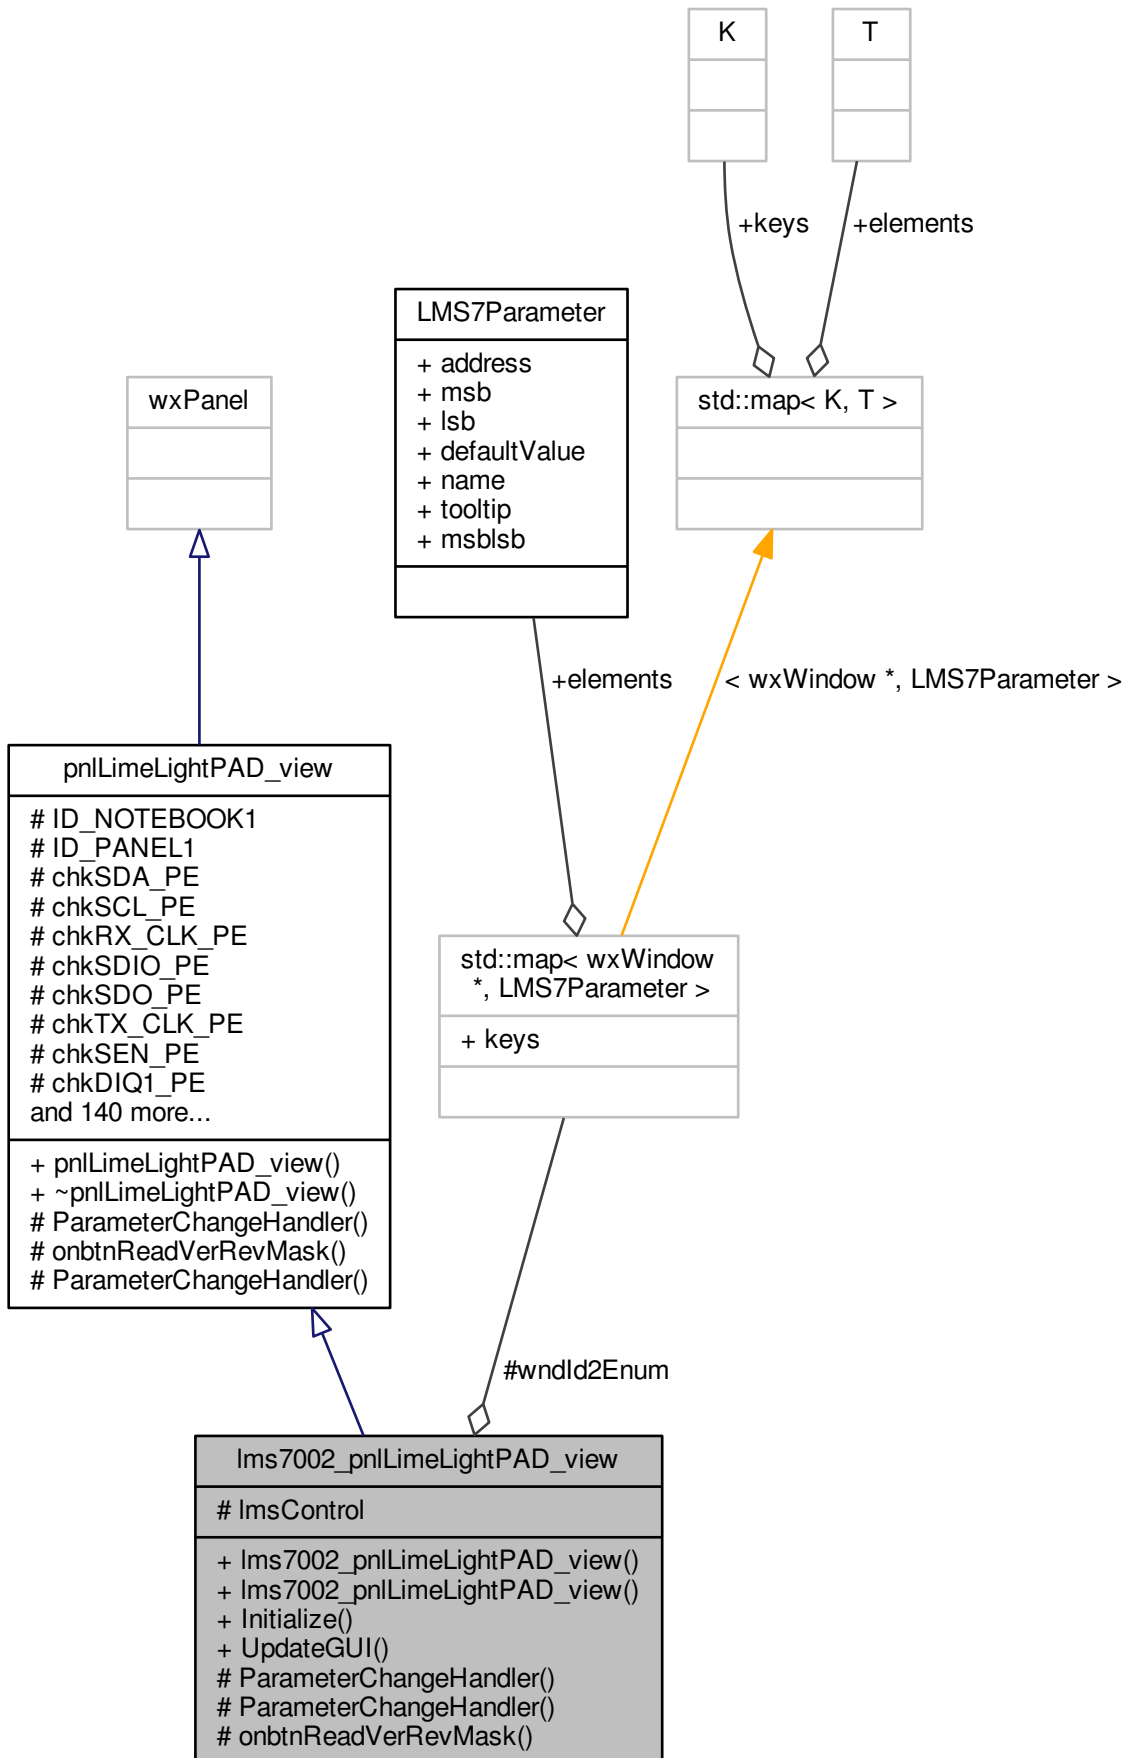 K
T
+keys
+elements
LMS7Parameter
+ address
+ msb
+ lsb
+ defaultValue
+ name
+ tooltip
+ msblsb
wxPanel
std::map< K, T >
+elements
< wxWindow *, LMS7Parameter >
pnlLimeLightPAD_view
# ID_NOTEBOOK1
# ID_PANEL1
# chkSDA_PE
# chkSCL_PE
# chkRX_CLK_PE
# chkSDIO_PE
# chkSDO_PE
# chkTX_CLK_PE
# chkSEN_PE
# chkDIQ1_PE
and 140 more...
+ pnlLimeLightPAD_view()
+ ~pnlLimeLightPAD_view()
# ParameterChangeHandler()
# onbtnReadVerRevMask()
# ParameterChangeHandler()
std::map< wxWindow
*, LMS7Parameter >
+ keys
#wndId2Enum
lms7002_pnlLimeLightPAD_view
# lmsControl
+ lms7002_pnlLimeLightPAD_view()
+ lms7002_pnlLimeLightPAD_view()
+ Initialize()
+ UpdateGUI()
# ParameterChangeHandler()
# ParameterChangeHandler()
# onbtnReadVerRevMask()